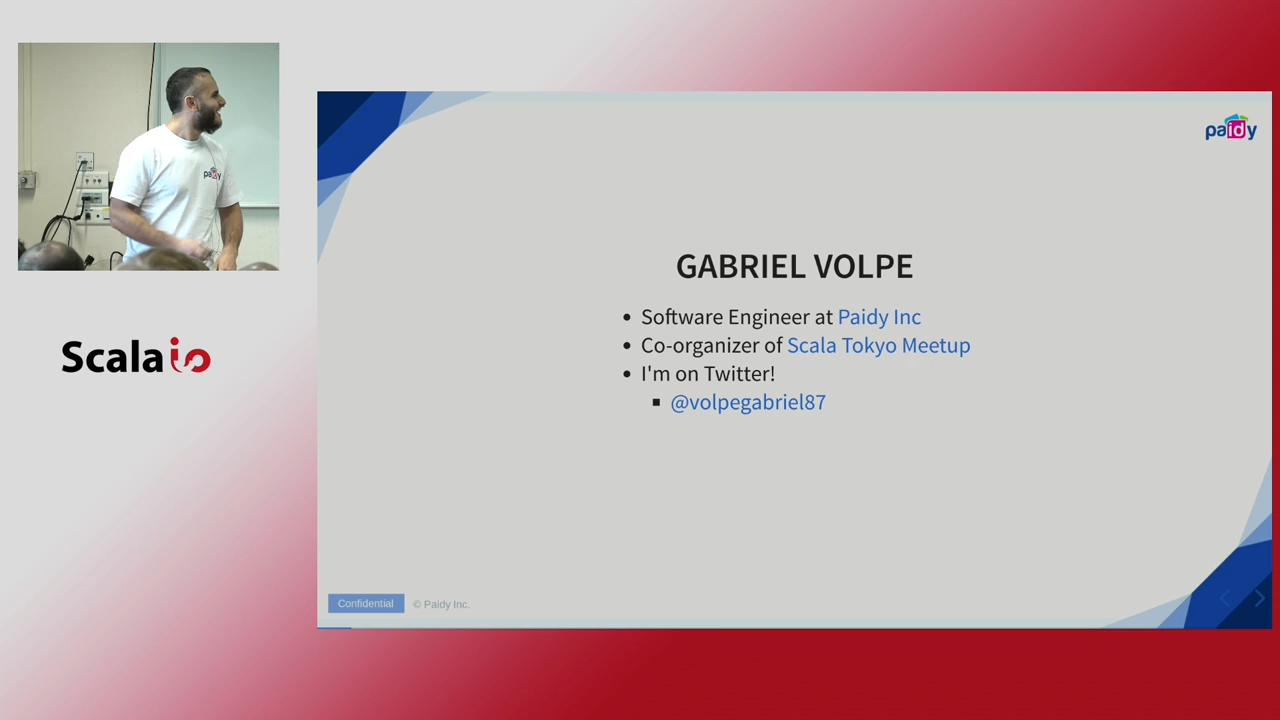 paidy
paidy
GABRIEL VOLPE
Software Engineer at Paidy Inc
Co-organizer of Scala Tokyo Meetup
I'm on Twitter!
@volpegabriel87
Scala io
Confidential
© Paidy Inc.